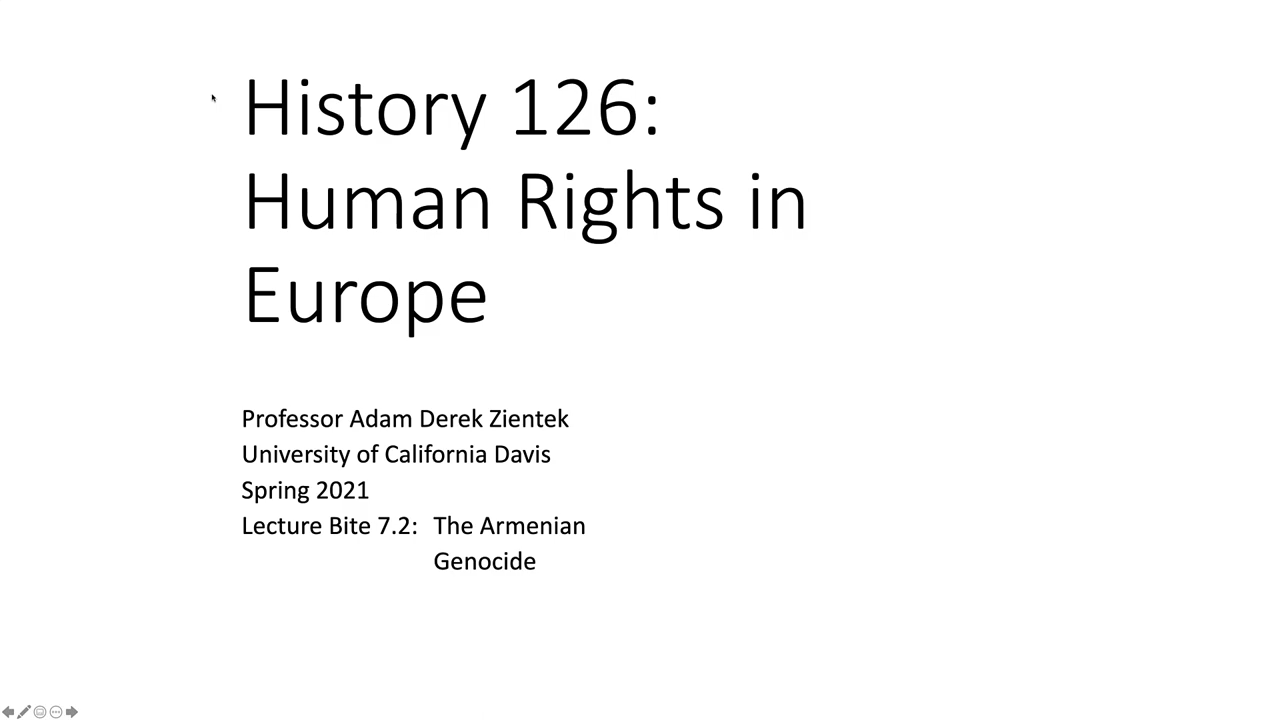 History 126:
Human Rights in
Europe
Professor Adam Derek Zientek
University of California Davis
Spring 2021
Lecture Bite 7.2: The Armenian
Genocide